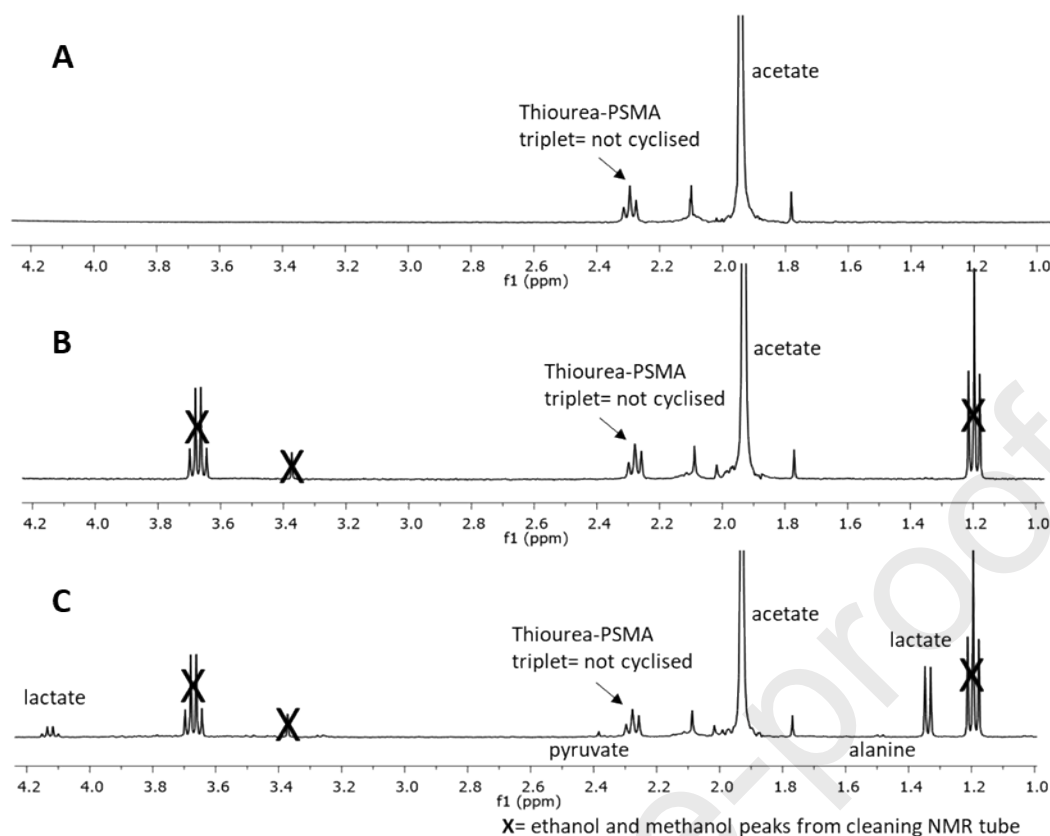 A
acetate
Thiourea-PSMA
triplet= not cyclised
4.2 4.0 3.8 3.6 3.4 3.2 3.0 2.8 2.6 2.4 2.2 2.0 1.8 1.6 1.4 1.2 1.0
f1 (ppm)
B
acetate
Thiourea-PSMA
triplet= not cyclised
X X X
4.2 4.0 3.8 3.6 3.4 3.2 3.0 2.8 2.6 2.4 2.2 2.0 1.8 1.6 1.4 1.2 1.0
f1 (ppm)
C
acetate
Thiourea-PSMA
triplet= not cyclised
lactate
lactate
X X X
pyruvate alanine
4.2 4.0 3.8 3.6 3.4 3.2 3.0 2.8 2.6 2.4 2.2 2.0 1.8 1.6 1.4 1.2 1.0
f1 (ppm)
X= ethanol and methanol peaks from cleaning NMR tube
e-proof